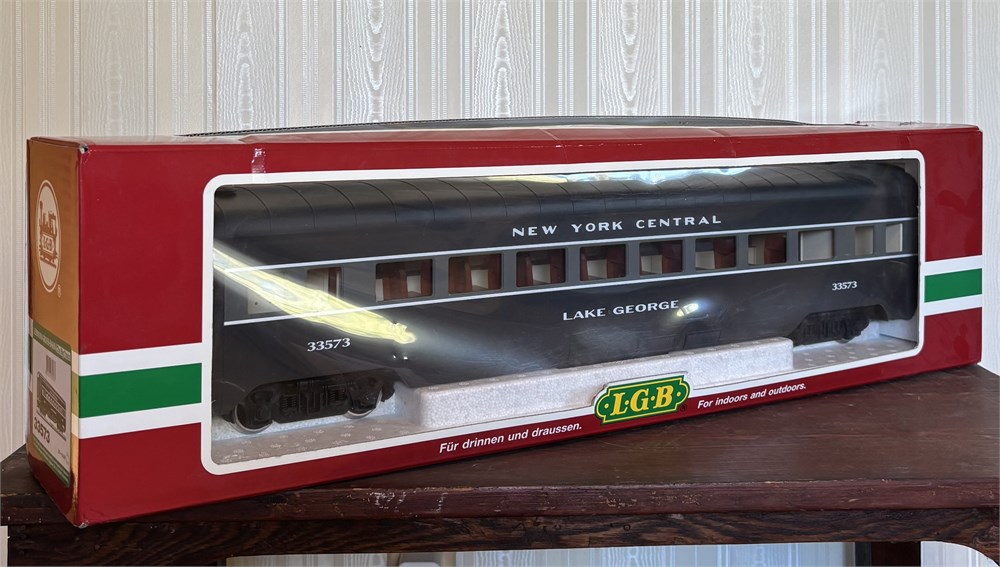 NEW YORK CENTRAL
33573
LAKE GEORGE
33573
L·G·B
Für drinnen und draussen.
For indoors and outdoors.
33573